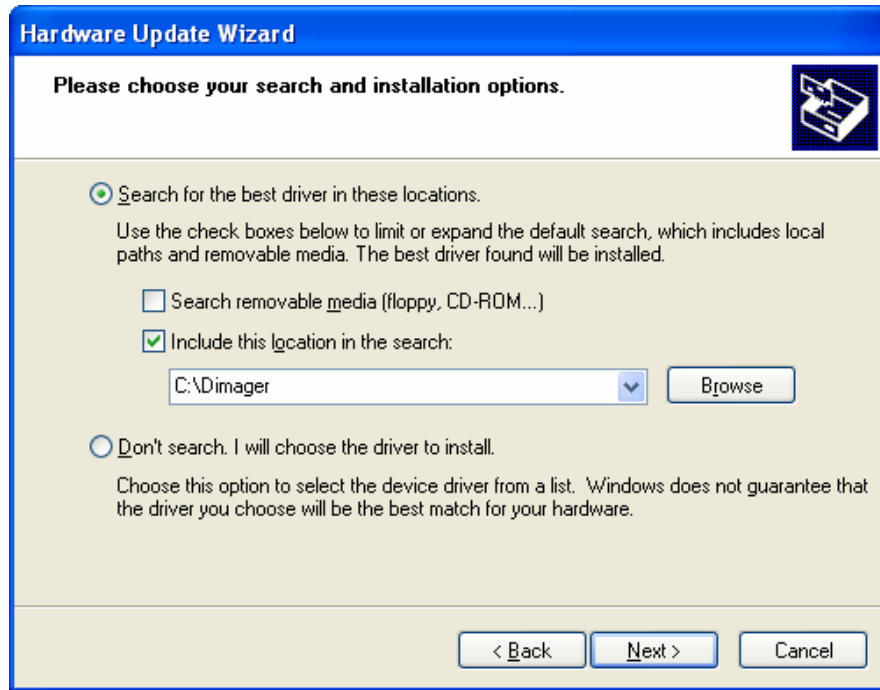 Hardware Update Wizard
Please choose your search and installation options.
Search for the best driver in these locations.
Use the check boxes below to limit or expand the default search, which includes local
paths and removable media. The best driver found will be installed.
Search removable media (floppy, CD-ROM...)
Include this location in the search:
C:\Dimager
Browse
Don't search. I will choose the driver to install.
Choose this option to select the device driver from a list. Windows does not guarantee that
the driver you choose will be the best match for your hardware.
< Back
Next >
Cancel